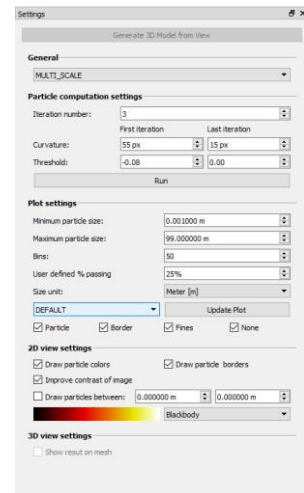 Settings
Generate 3D Model from View
General
MULTI_SCALE
Particle computation settings
Iteration number: 3
First iteration Last iteration
Curvature: 55 px 15 px
Threshold: -0.08 0.00
Run
Plot settings
Minimum particle size: 0.001000 m
Maximum particle size: 99.000000 m
Bins: 50
User defined % passing 25%
Size unit: Meter [m]
DEFAULT Update Plot
Particle Border Fines None
2D view settings
Draw particle colors Draw particle borders
Improve contrast of image
Draw particles between: 0.000000 m 0.000000 m
Blackbody
3D view settings
Show resut on mesh